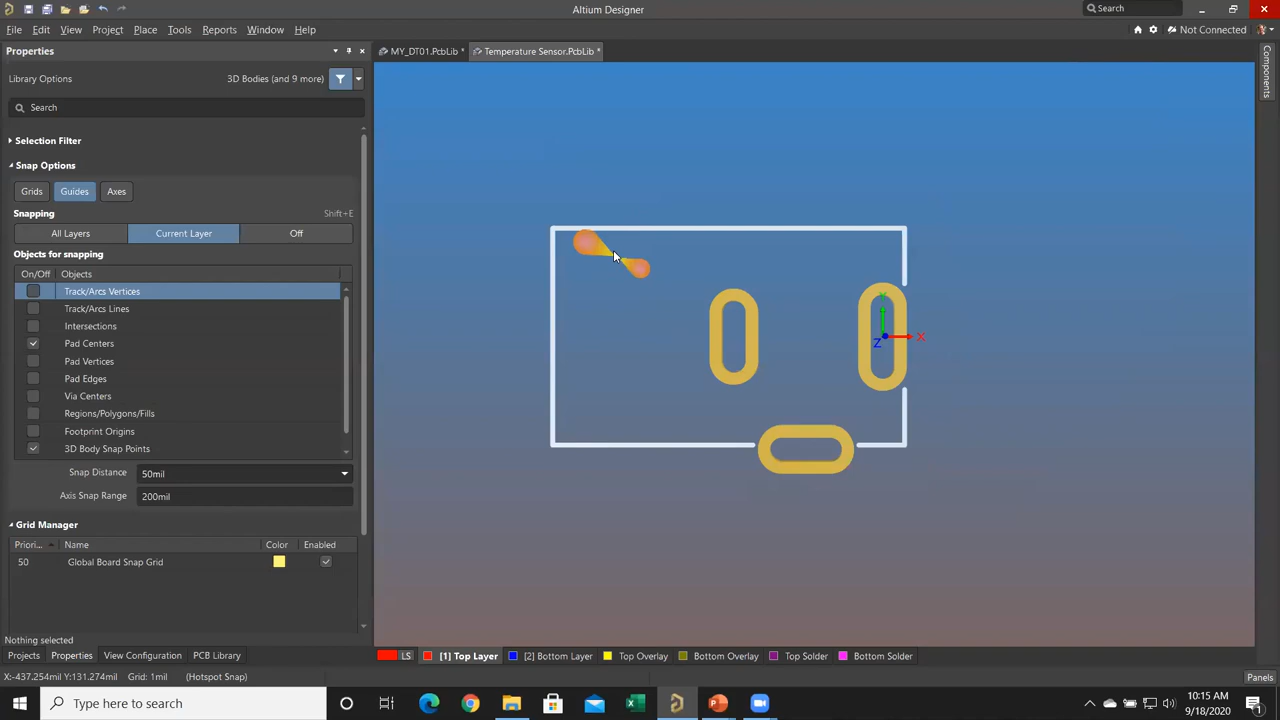 Altium Designer
Search
File Edit View Project Place Tools Reports Window Help
Not Connected
Properties
MY_DT01.PcbLib *
Temperature Sensor.PcbLib *
Components
Library Options
3D Bodies (and 9 more)
Search
Selection Filter
Snap Options
Grids Guides Axes
Snapping
Shift+E
All Layers Current Layer Off
Objects for snapping
On/Off Objects
Track/Arcs Vertices
Track/Arcs Lines
Intersections
Pad Centers
Pad Vertices
Pad Edges
Via Centers
Regions/Polygons/Fills
Footprint Origins
3D Body Snap Points
Snap Distance 50mil
Axis Snap Range 200mil
Grid Manager
Priori... Name Color Enabled
50 Global Board Snap Grid
Y
X
Z
Nothing selected
Projects Properties View Configuration PCB Library
LS [1] Top Layer [2] Bottom Layer Top Overlay Bottom Overlay Top Solder Bottom Solder
X:-437.254mil Y:131.274mil Grid: 1mil (Hotspot Snap)
Panels
Type here to search
10:15 AM
9/18/2020
1